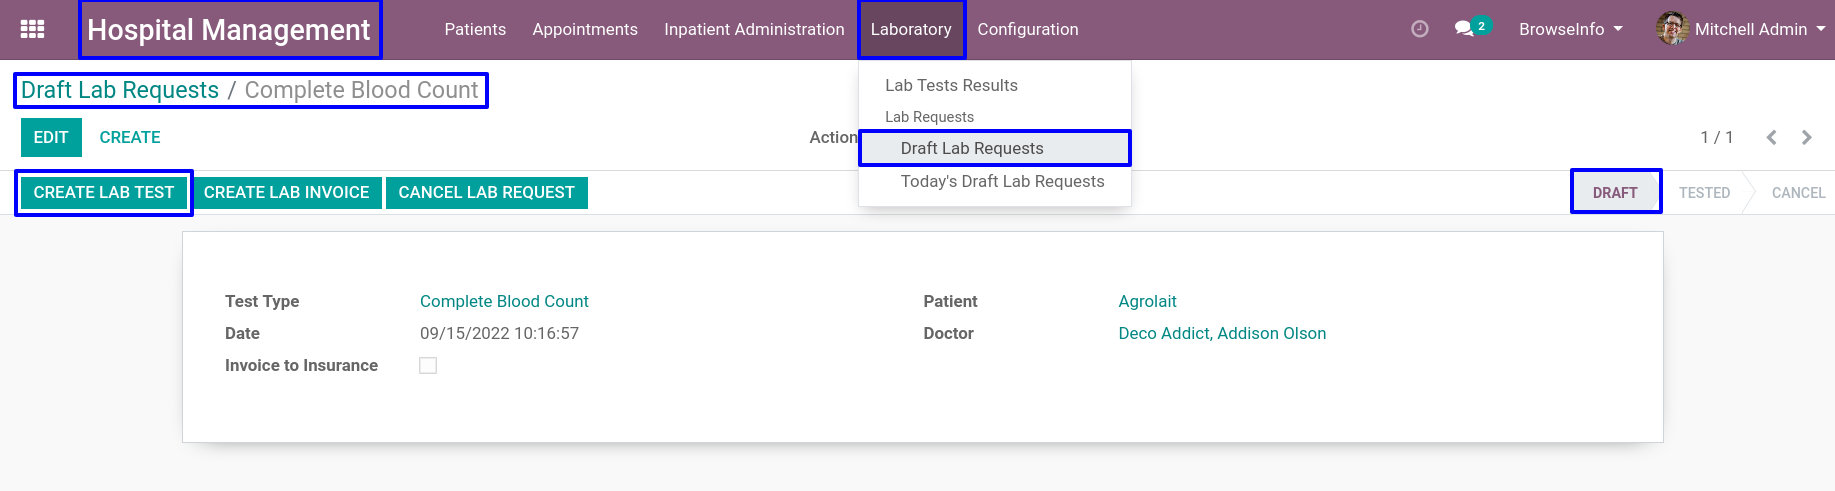 Hospital Management Patients Appointments Inpatient Administration Laboratory Configuration 2 BrowseInfo Mitchell Admin
Draft Lab Requests / Complete Blood Count
Lab Tests Results
Lab Requests
EDIT CREATE Action 1 / 1
Draft Lab Requests
Today's Draft Lab Requests
CREATE LAB TEST CREATE LAB INVOICE CANCEL LAB REQUEST DRAFT TESTED CANCEL
Test Type Complete Blood Count Patient Agrolait
Date 09/15/2022 10:16:57 Doctor Deco Addict, Addison Olson
Invoice to Insurance